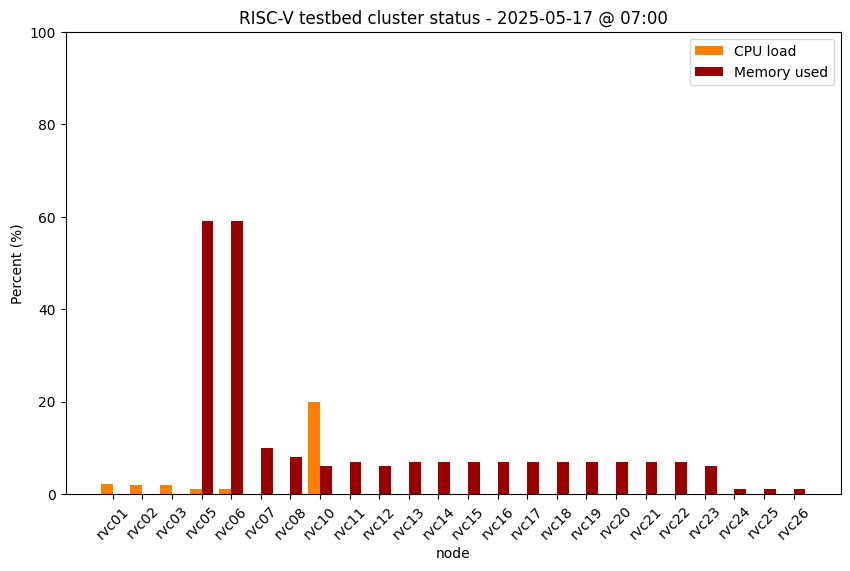 RISC-V testbed cluster status - 2025-05-17 @ 07:00
CPU load
Memory used
Percent (%)
100
80
60
40
20
0
rvc01 rvc02 rvc03 rvc05 rvc06 rvc07 rvc08 rvc10 rvc11 rvc12 rvc13 rvc14 rvc15 rvc16 rvc17 rvc18 rvc19 rvc20 rvc21 rvc22 rvc23 rvc24 rvc25 rvc26
node